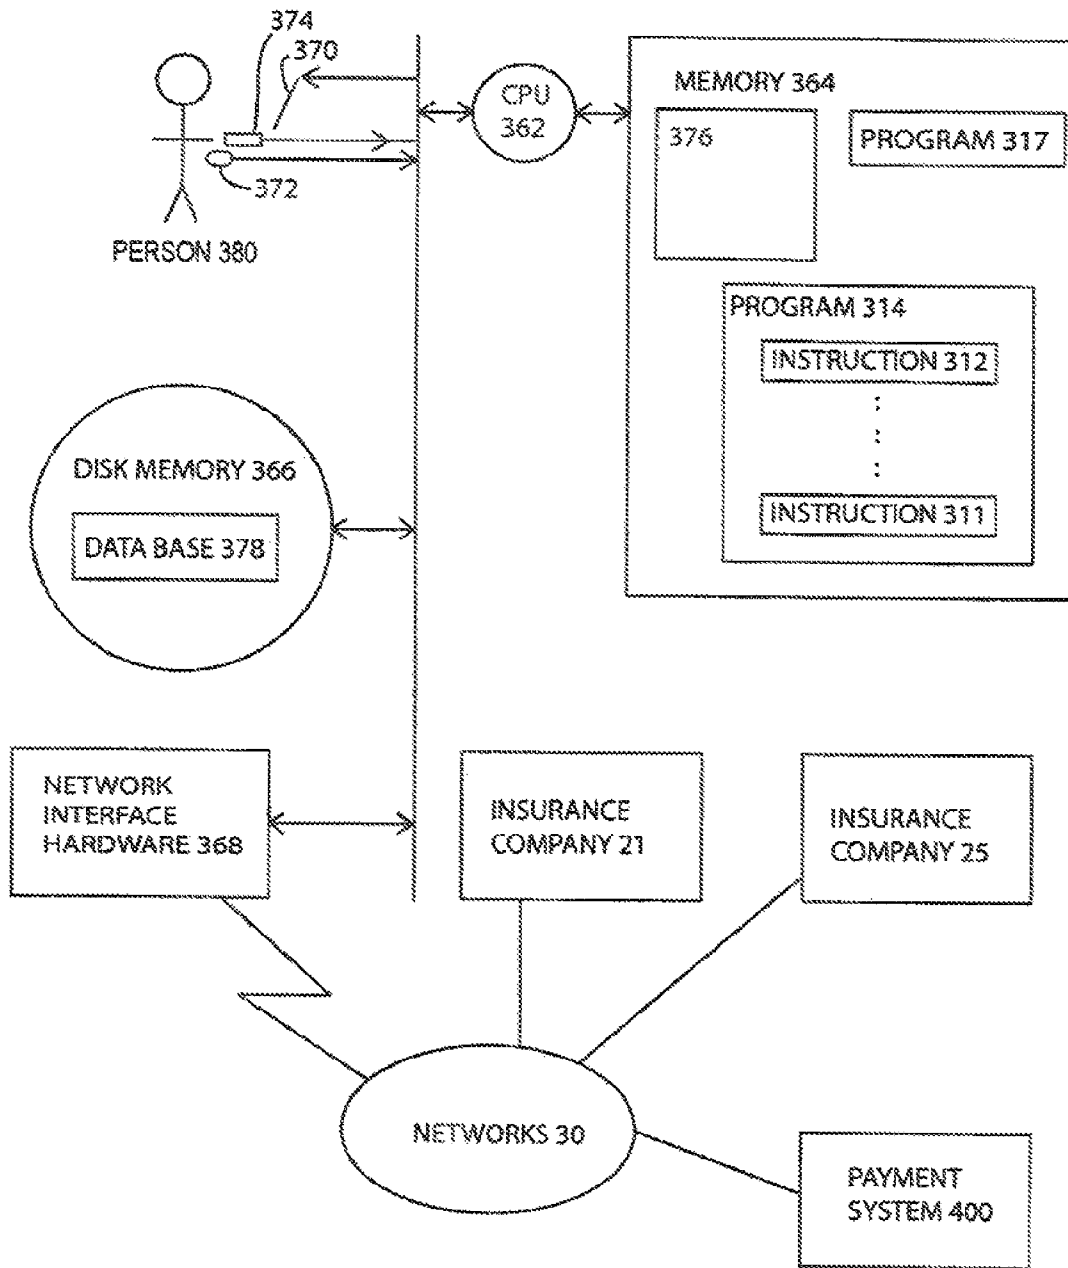 374
370
372
PERSON 380
CPU
362
MEMORY 364
376
PROGRAM 317
PROGRAM 314
INSTRUCTION 312
INSTRUCTION 311
DISK MEMORY 366
DATA BASE 378
NETWORK
INTERFACE
HARDWARE 368
INSURANCE
COMPANY 21
INSURANCE
COMPANY 25
NETWORKS 30
PAYMENT
SYSTEM 400